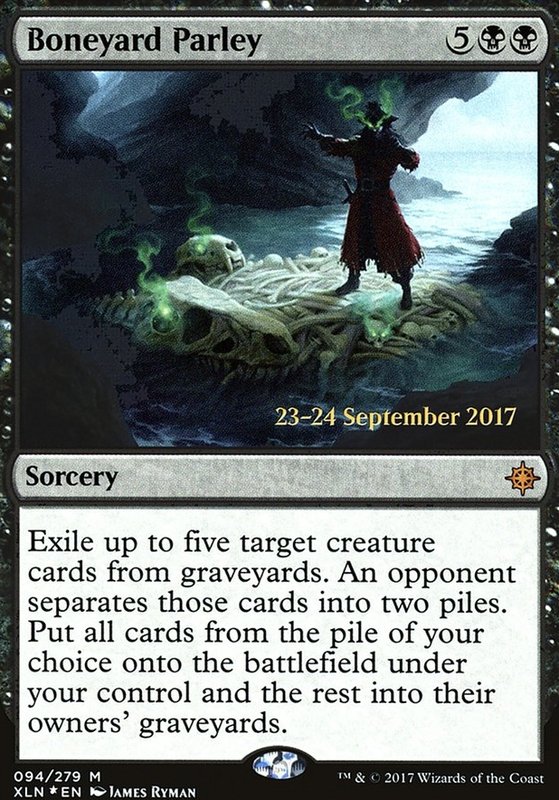 Boneyard Parley 5
23-24 September 2017
Sorcery
Exile up to five target creature
cards from graveyards. An opponent
separates those cards into two piles.
Put all cards from the pile of your
choice onto the battlefield under
your control and the rest into their
owners' graveyards.
094/279 M
XLN ★ EN James Ryman
™ & © 2017 Wizards of the Coast